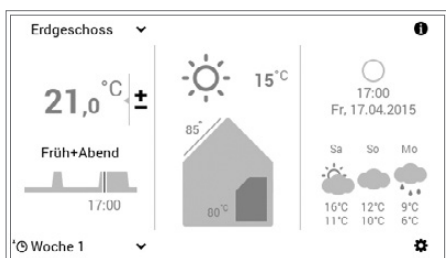 Erdgeschoss
21,0°C ±
Früh+Abend
17:00
Woche 1
15°C
85°
80°C
17:00
Fr, 17.04.2015
Sa So Mo
16°C 12°C 9°C
11°C 10°C 6°C